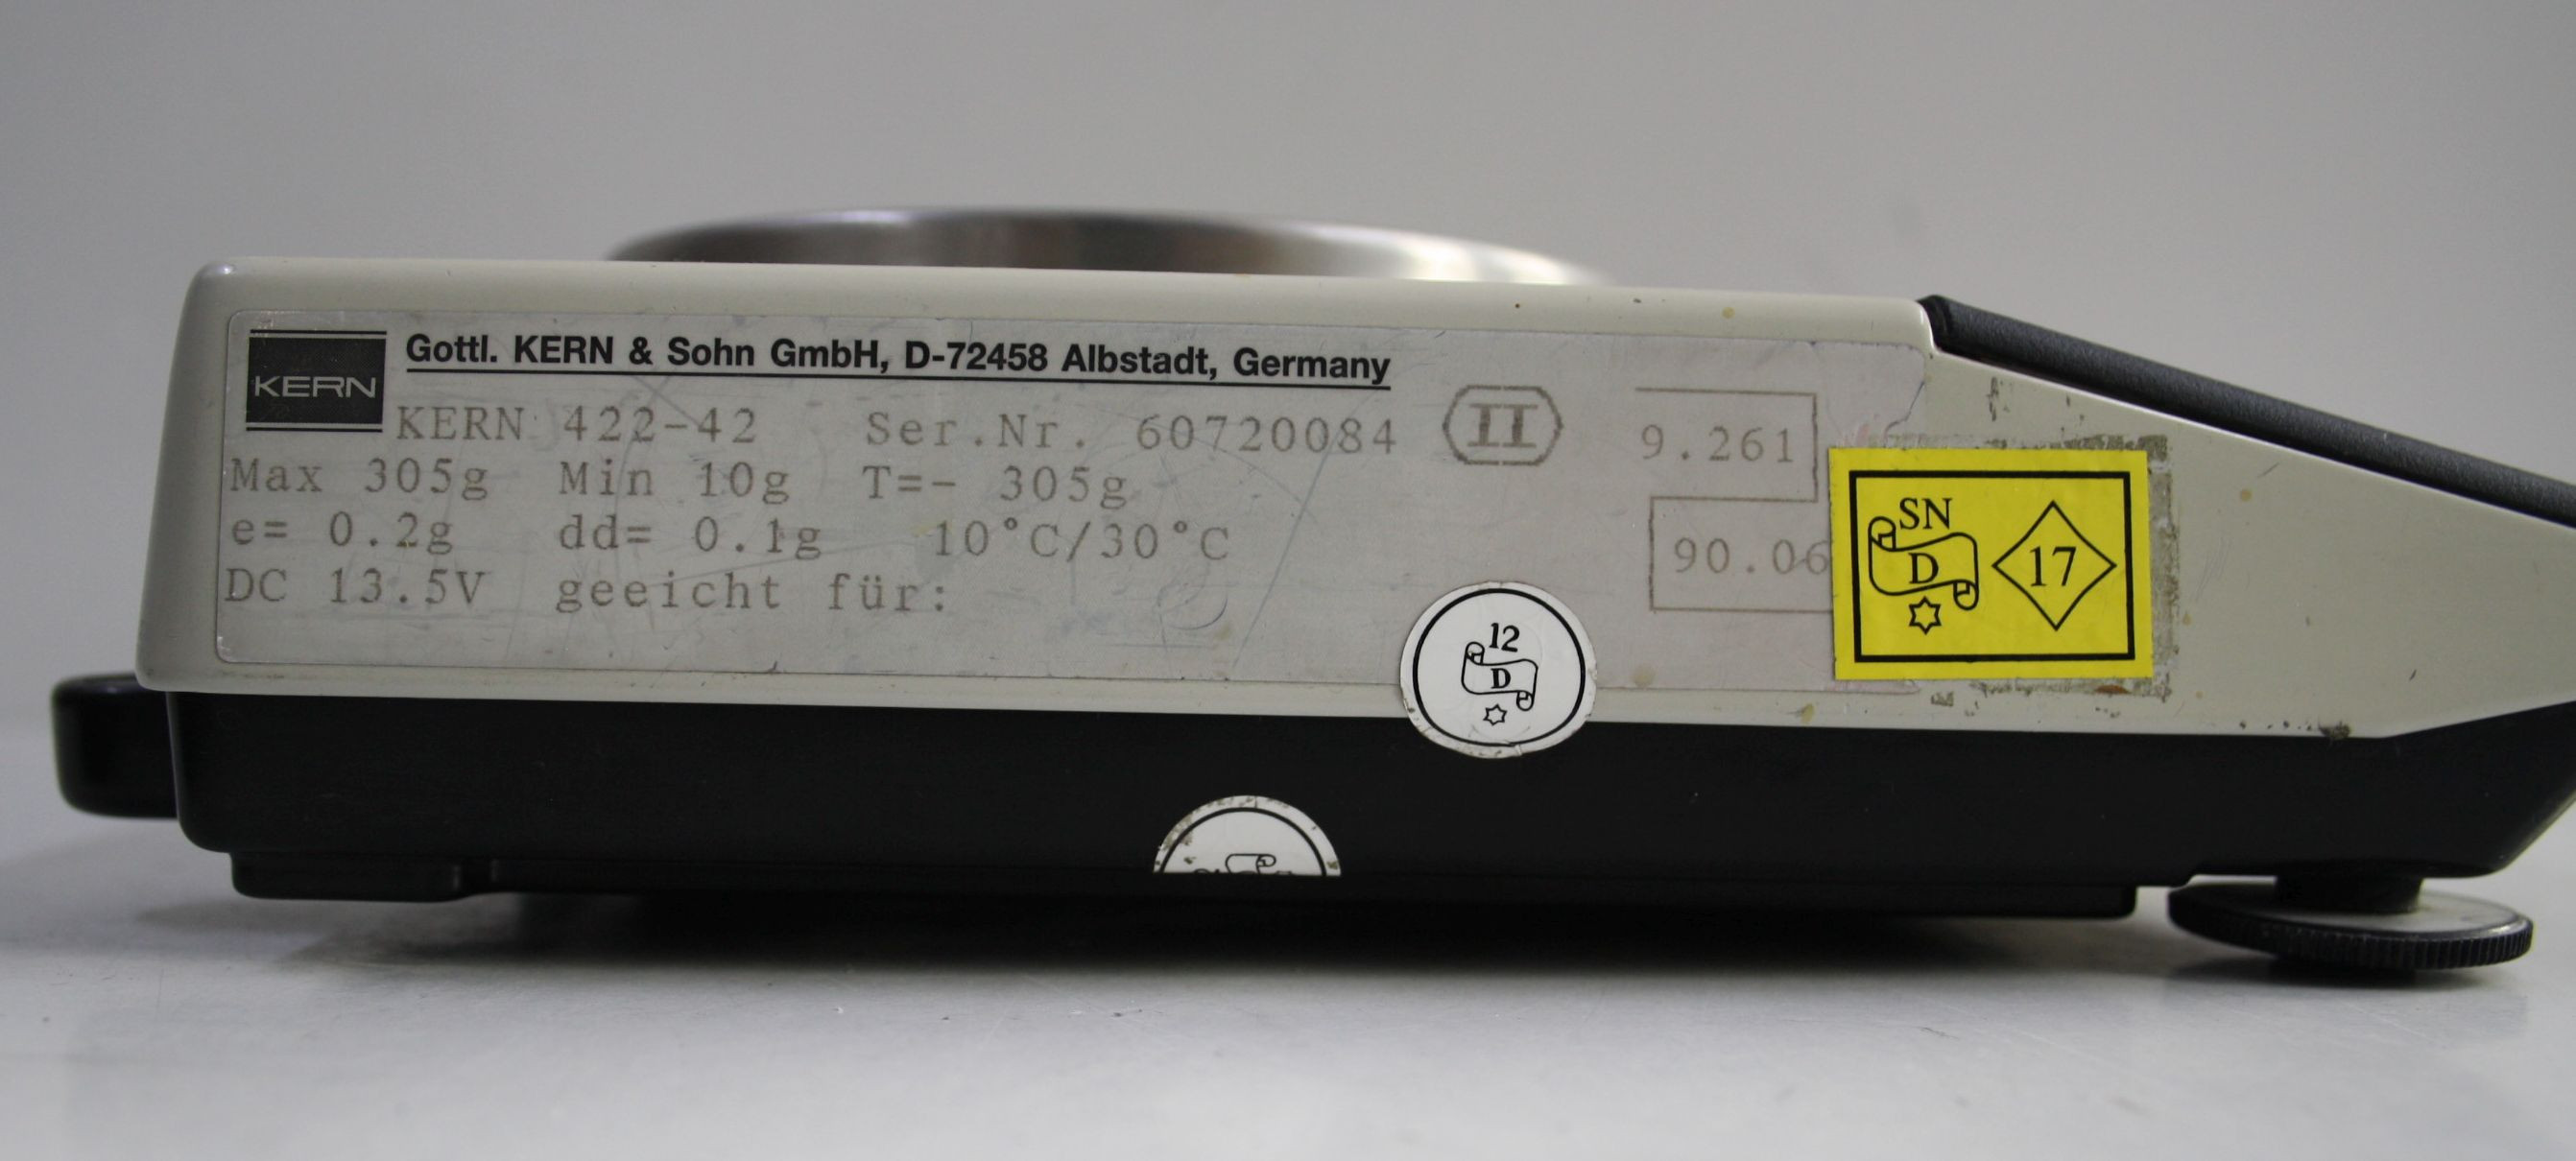 KERN
Gottl. KERN & Sohn GmbH, D-72458 Albstadt, Germany
KERN 422-42 Ser.Nr. 60720084 II 9.261
Max 305g Min 10g T=- 305g
e= 0.2g dd= 0.1g 10°C/30°C 90.06
DC 13.5V geeicht für:
SN
D
17
12
D